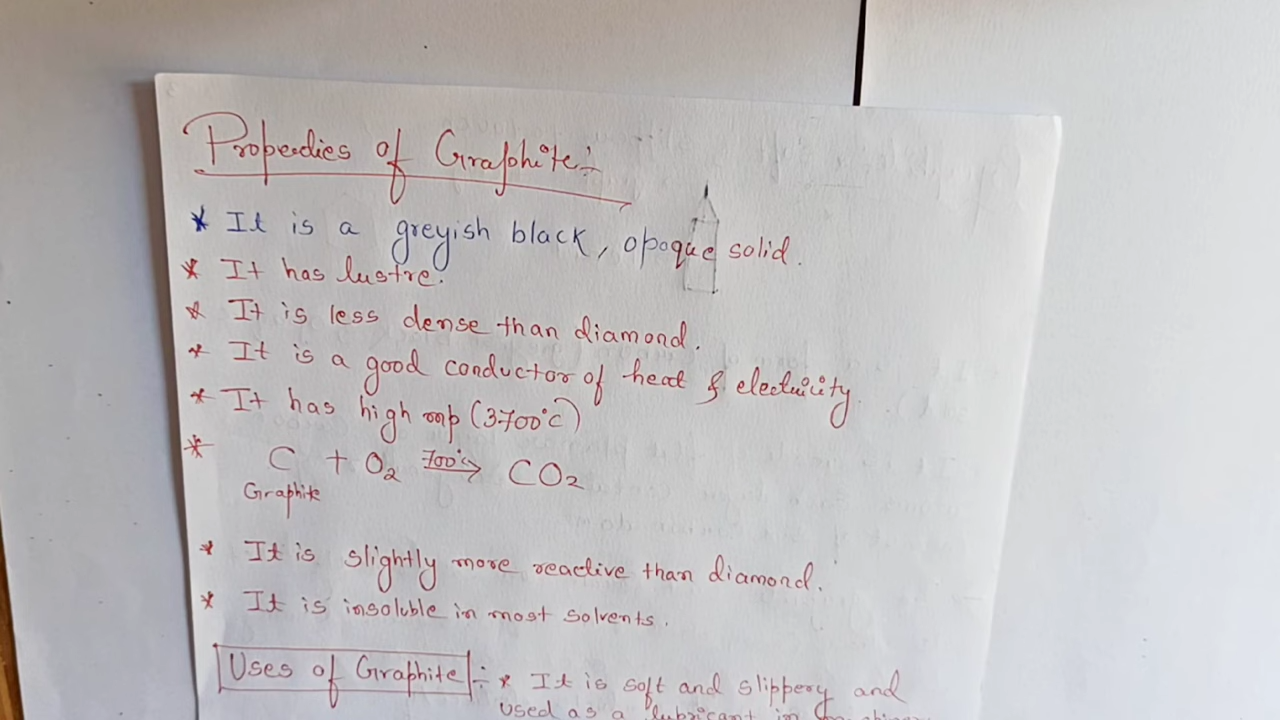 Properties of Graphite:-
* It is a greyish black, opaque solid.
* It has lustre.
* It is less dense than diamond.
* It is a good conductor of heat & electricity.
* It has high mp (3700°C)
* C + O2 700°C → CO2
Graphite
* It is slightly more reactive than diamond.
* It is insoluble in most solvents.
Uses of Graphite :- * It is soft and slippery and
used as a lubricant in